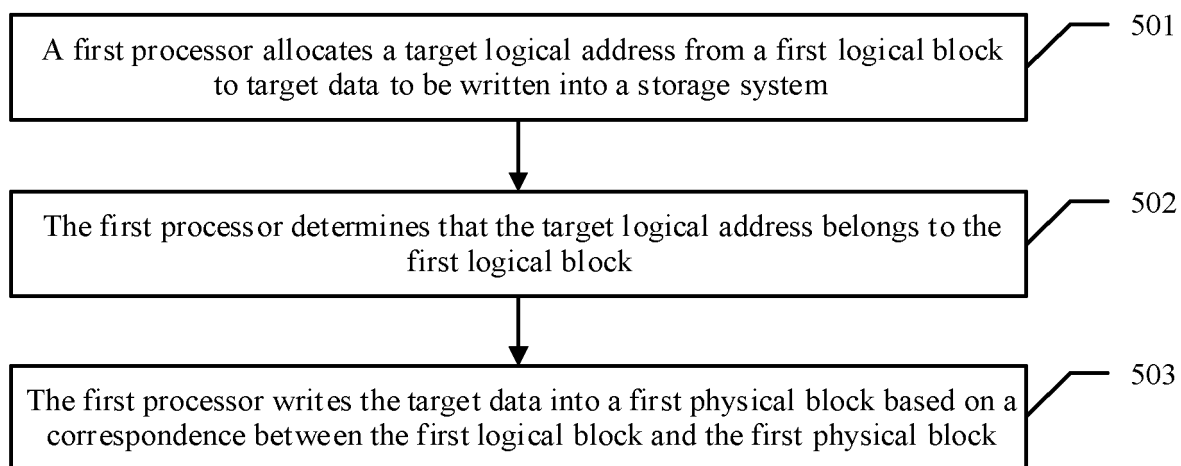 A first processor allocates a target logical address from a first logical block
to target data to be written into a storage system
501
The first processor determines that the target logical address belongs to the
first logical block
502
The first processor writes the target data into a first physical block based on a
correspondence between the first logical block and the first physical block
503